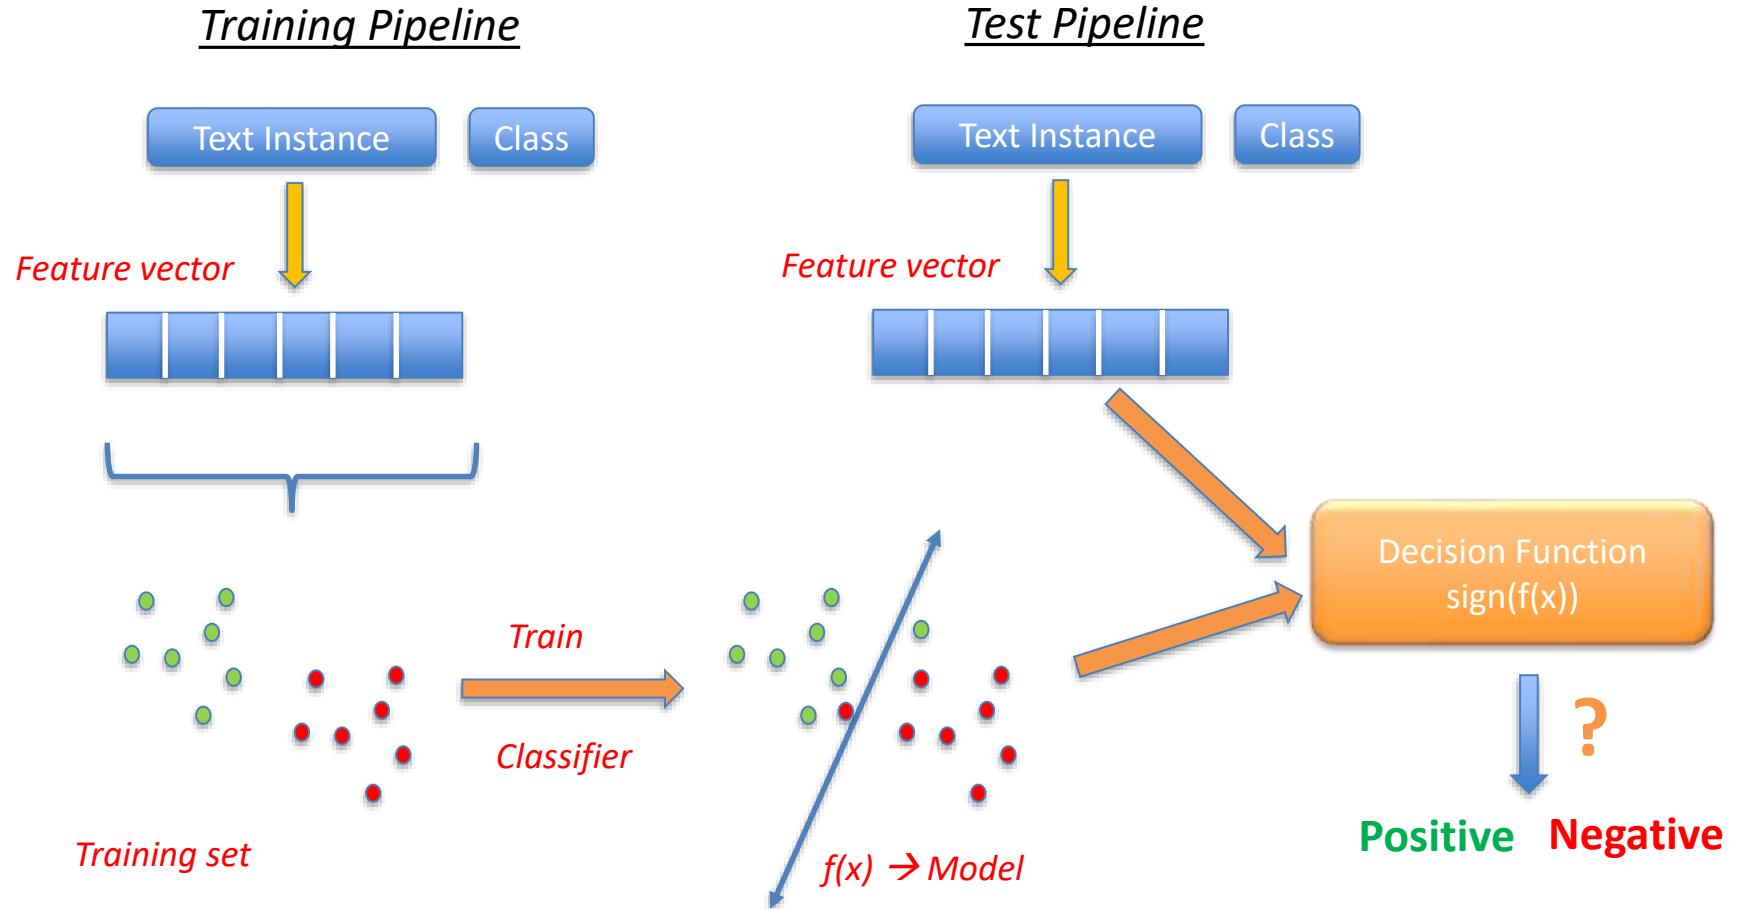 Training Pipeline
Test Pipeline
Text Instance
Class
Text Instance
Class
Feature vector
Feature vector
Decision Function
sign(f(x))
Train
Classifier
?
Training set
f(x) → Model
Positive Negative